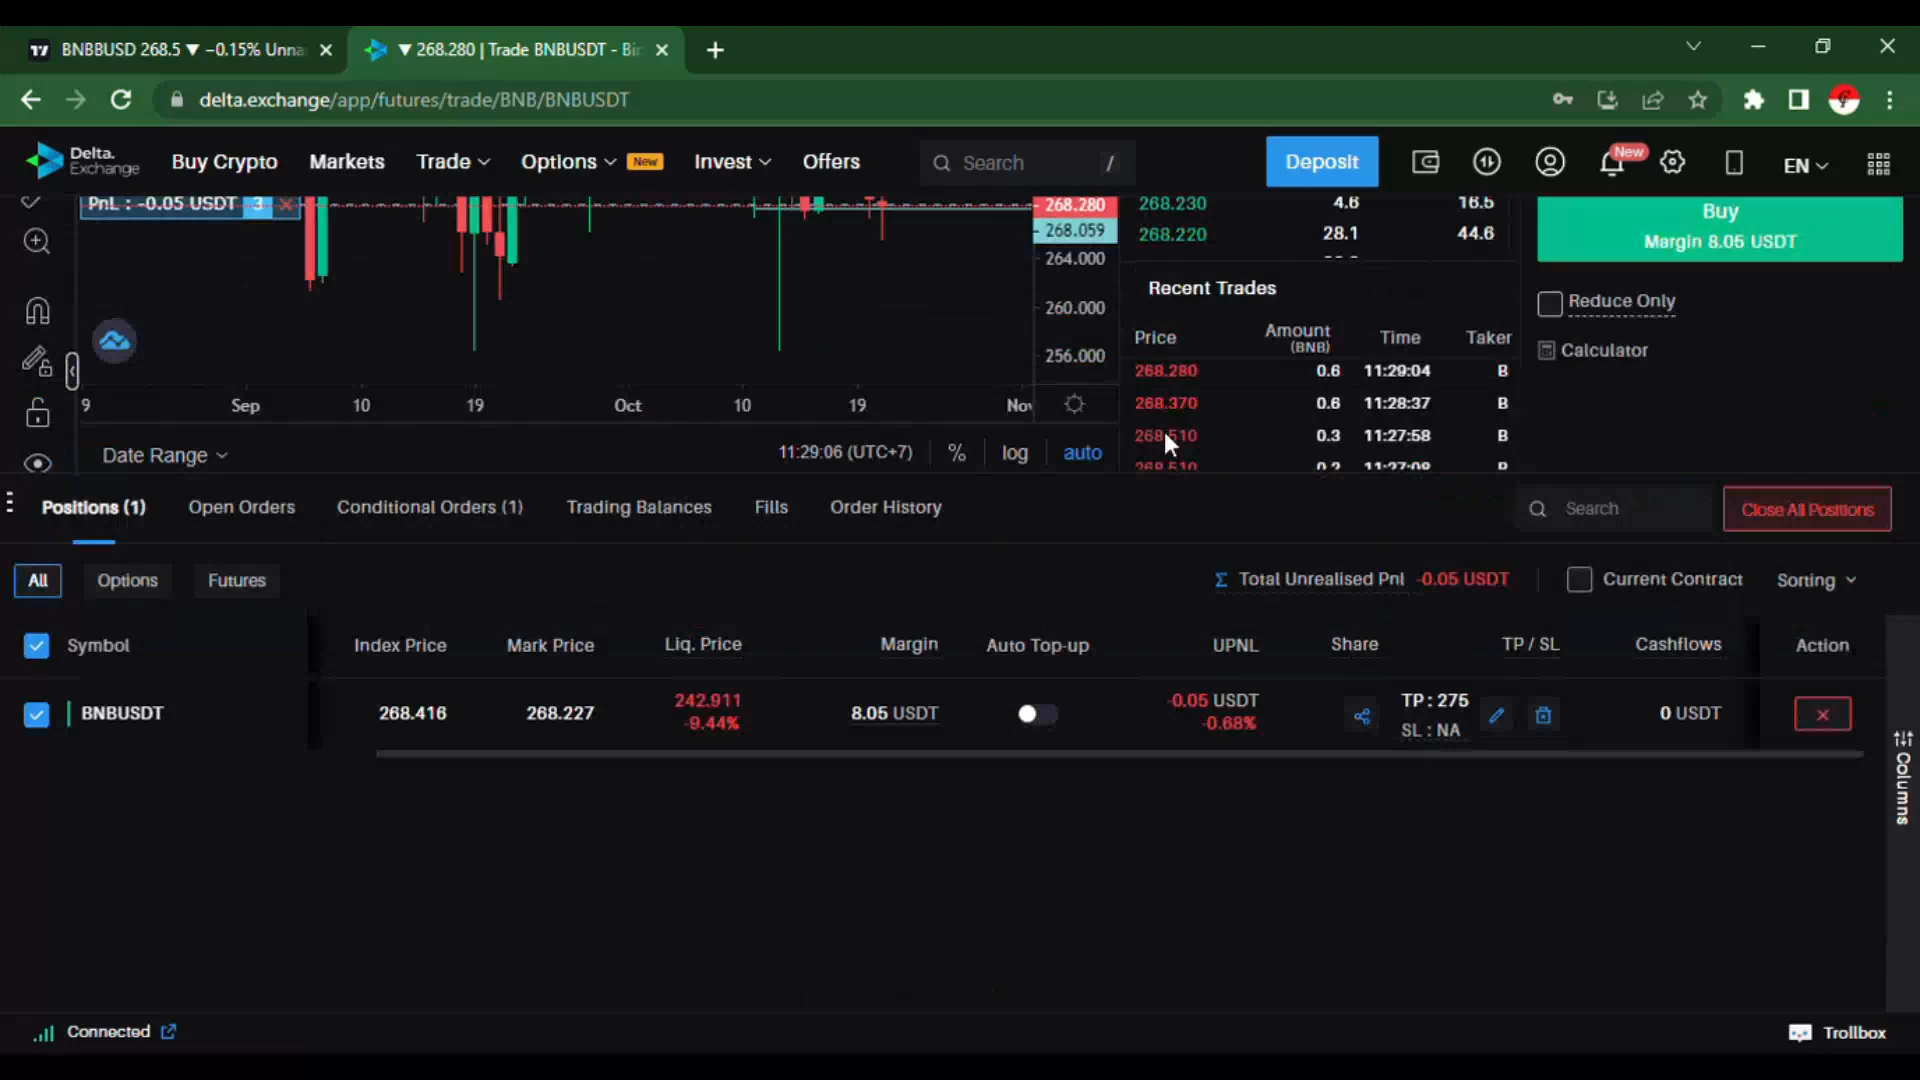 BNBBUSD 268.5 ▼ −0.15% Unna
▼ 268.280 | Trade BNBUSDT - Bin
delta.exchange/app/futures/trade/BNB/BNBUSDT
Delta.
Exchange
Buy Crypto
Markets
Trade
Options
New
Invest
Offers
Search
/
Deposit
New
EN
PnL : -0.05 USDT 3
268.280
268.059
264.000
260.000
256.000
9 Sep 10 19 Oct 10 19 Nov
Date Range
11:29:06 (UTC+7)
%
log
auto
268.230 4.6 16.5
268.220 28.1 44.6
Recent Trades
Price Amount (BNB) Time Taker
268.280 0.6 11:29:04 B
268.370 0.6 11:28:37 B
268.510 0.3 11:27:58 B
268.510 0.2
Buy
Margin 8.05 USDT
Reduce Only
Calculator
Positions (1)
Open Orders
Conditional Orders (1)
Trading Balances
Fills
Order History
Search
Close All Positions
All
Options
Futures
Σ Total Unrealised Pnl -0.05 USDT
Current Contract
Sorting
Symbol Index Price Mark Price Liq. Price Margin Auto Top-up UPNL Share TP / SL Cashflows Action
BNBUSDT 268.416 268.227 242.911 8.05 USDT -0.05 USDT TP : 275 0 USDT
-9.44% -0.68% SL : NA
Columns
Connected
Trollbox